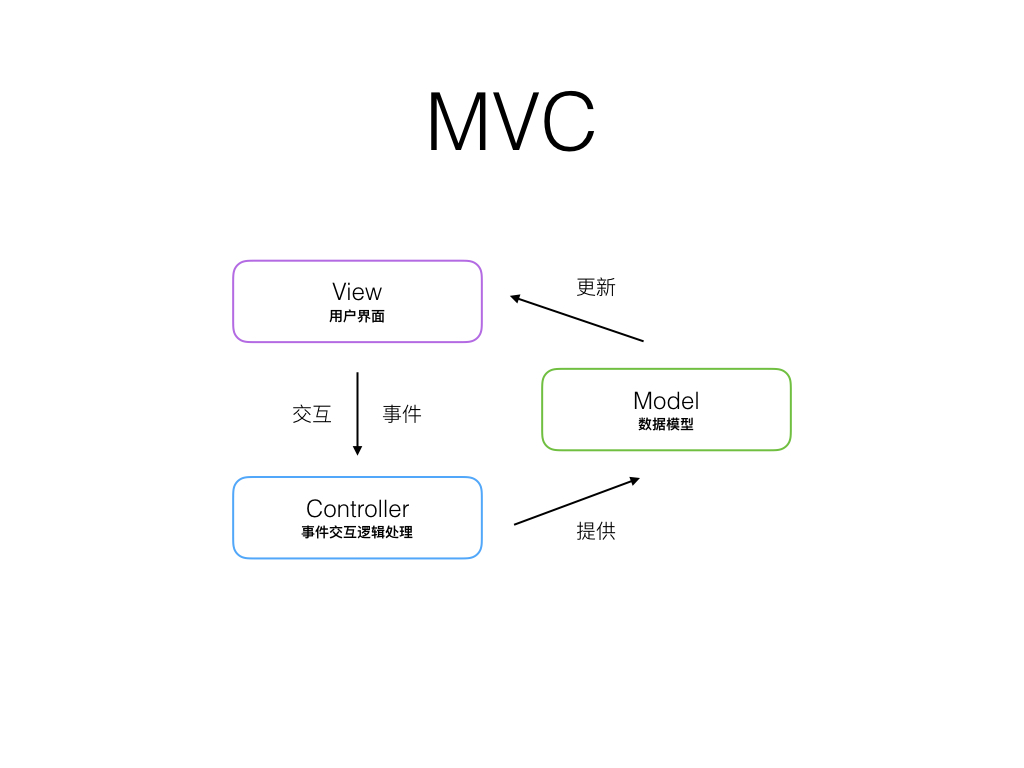 MVC
View
用户界面
更新
交互
事件
Model
数据模型
Controller
事件交互逻辑处理
提供